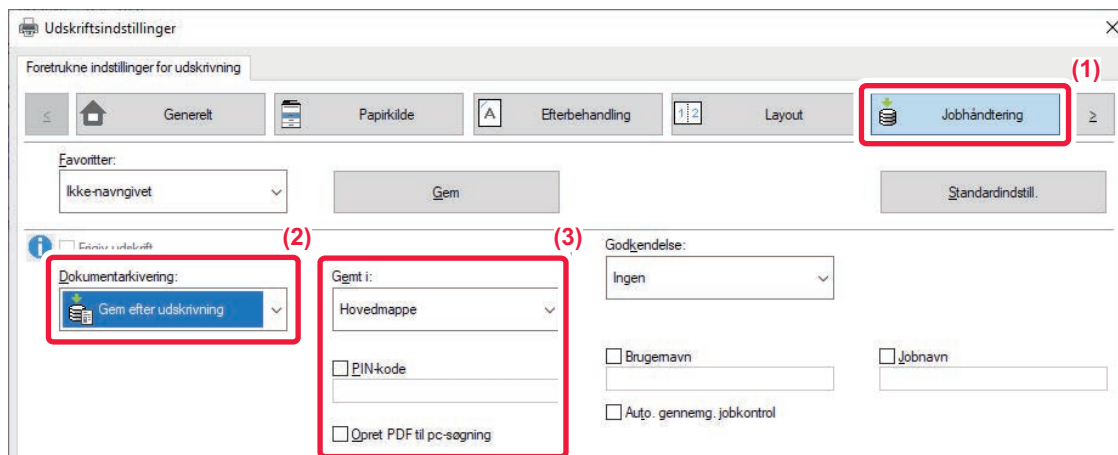 Udskriftsindstillinger
Foretrukne indstillinger for udskrivning
(1)
Generelt
Papirkilde
Efterbehandling
Layout
Jobhåndtering
Favoritter:
Ikke-navngivet
Gem
Standardindstill.
Frigiv udskrift
(2)
(3)
Godkendelse:
Dokumentarkivering:
Gemt i:
Ingen
Gem efter udskrivning
Hovedmappe
PIN-kode
Brugernavn
Jobnavn
Auto. gennemg. jobkontrol
Opret PDF til pc-søgning